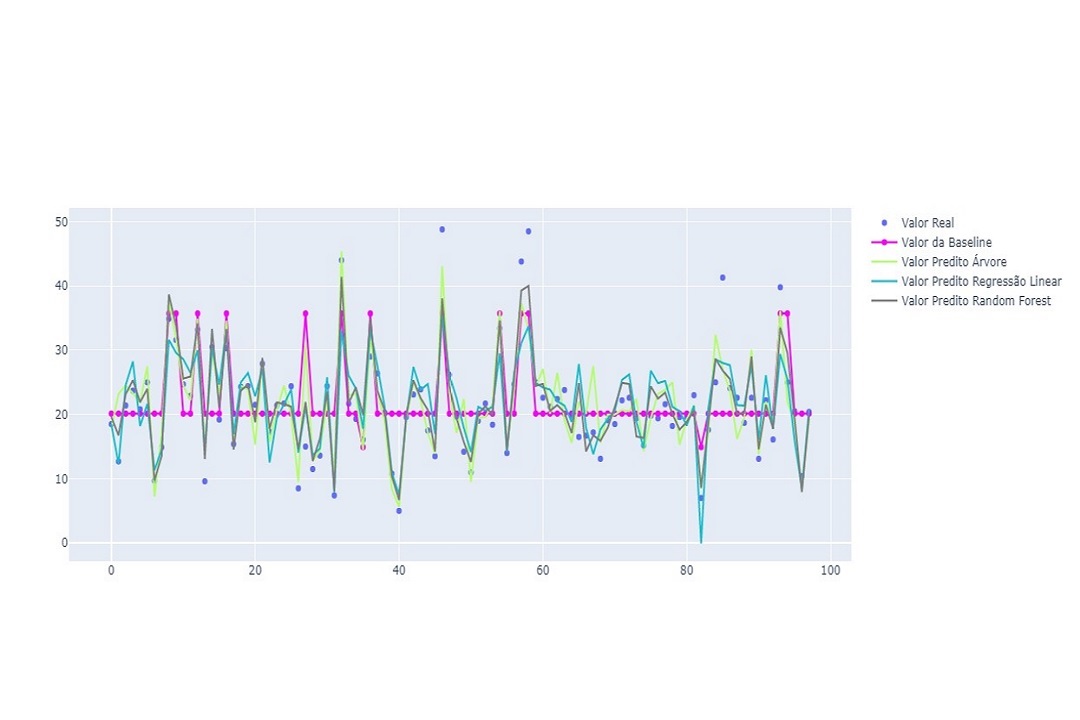 50
40
30
20
10
0
0 20 40 60 80 100
Valor Real
Valor da Baseline
Valor Predito Árvore
Valor Predito Regressão Linear
Valor Predito Random Forest